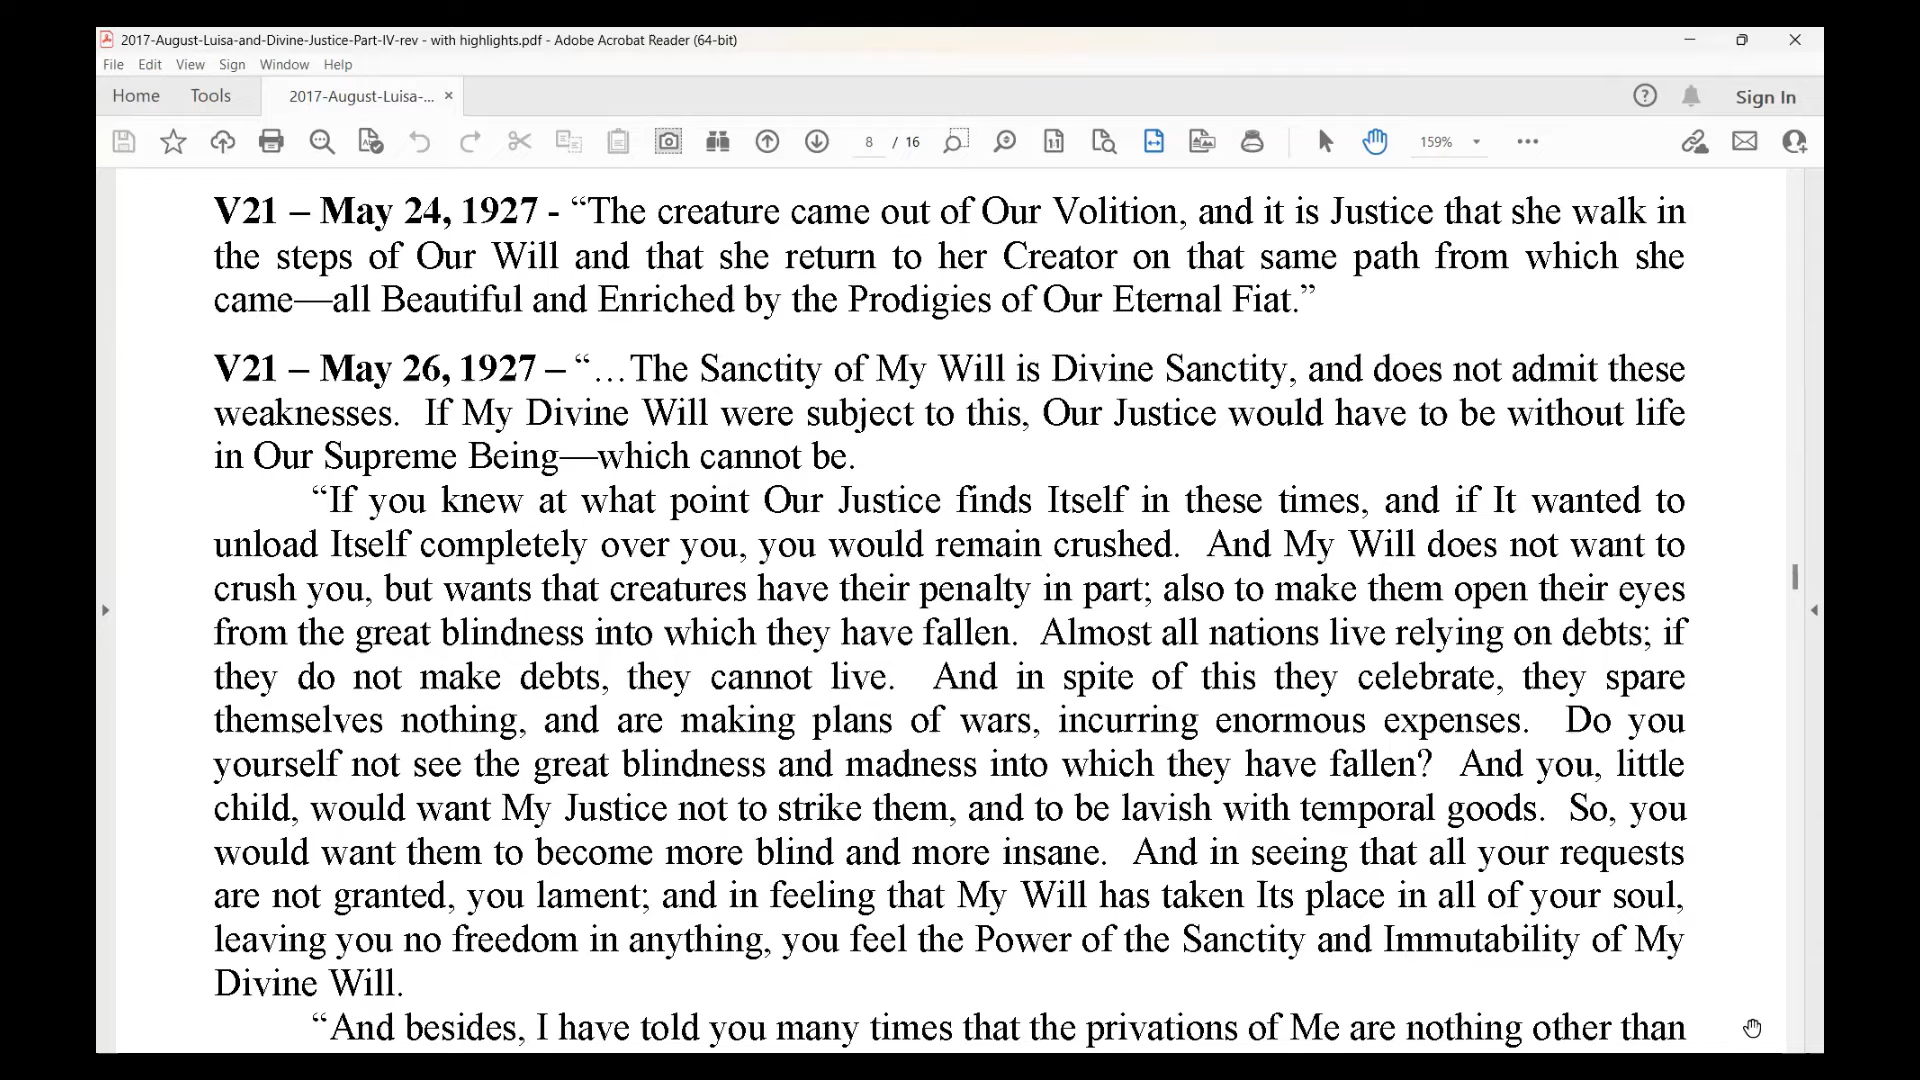 2017-August-Luisa-and-Divine-Justice-Part-IV-rev - with highlights.pdf - Adobe Acrobat Reader (64-bit)
File Edit View Sign Window Help
Home Tools 2017-August-Luisa-... × Sign In
8 / 16 159%
V21 – May 24, 1927 - “The creature came out of Our Volition, and it is Justice that she walk in
the steps of Our Will and that she return to her Creator on that same path from which she
came—all Beautiful and Enriched by the Prodigies of Our Eternal Fiat.”
V21 – May 26, 1927 – “…The Sanctity of My Will is Divine Sanctity, and does not admit these
weaknesses. If My Divine Will were subject to this, Our Justice would have to be without life
in Our Supreme Being—which cannot be.
“If you knew at what point Our Justice finds Itself in these times, and if It wanted to
unload Itself completely over you, you would remain crushed. And My Will does not want to
crush you, but wants that creatures have their penalty in part; also to make them open their eyes
from the great blindness into which they have fallen. Almost all nations live relying on debts; if
they do not make debts, they cannot live. And in spite of this they celebrate, they spare
themselves nothing, and are making plans of wars, incurring enormous expenses. Do you
yourself not see the great blindness and madness into which they have fallen? And you, little
child, would want My Justice not to strike them, and to be lavish with temporal goods. So, you
would want them to become more blind and more insane. And in seeing that all your requests
are not granted, you lament; and in feeling that My Will has taken Its place in all of your soul,
leaving you no freedom in anything, you feel the Power of the Sanctity and Immutability of My
Divine Will.
“And besides, I have told you many times that the privations of Me are nothing other than